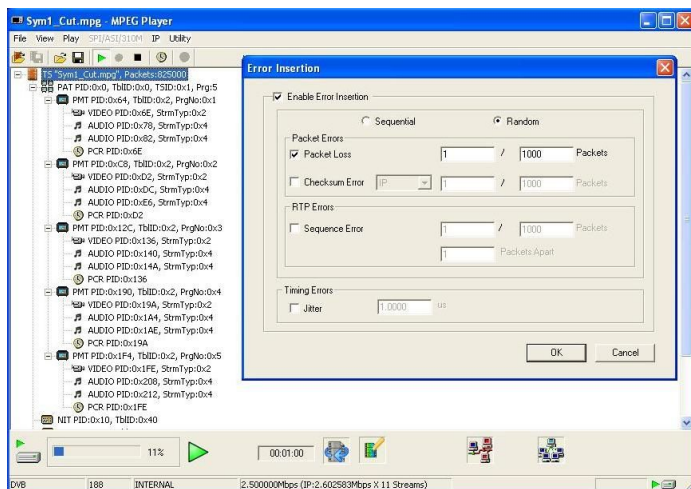 Sym1_Cut.mpg - MPEG Player
File View Play SPI/ASI/310M IP Utility
TS "Sym1_Cut.mpg", Packets:825000
PAT PID:0x0, TblID:0x0, TSID:0x1, Prg:5
PMT PID:0x64, TblID:0x2, PrgNo:0x1
VIDEO PID:0x6E, StrmTyp:0x2
AUDIO PID:0x78, StrmTyp:0x4
AUDIO PID:0x82, StrmTyp:0x4
PCR PID:0x6E
PMT PID:0xC8, TblID:0x2, PrgNo:0x2
VIDEO PID:0xD2, StrmTyp:0x2
AUDIO PID:0xDC, StrmTyp:0x4
AUDIO PID:0xE6, StrmTyp:0x4
PCR PID:0xD2
PMT PID:0x12C, TblID:0x2, PrgNo:0x3
VIDEO PID:0x136, StrmTyp:0x2
AUDIO PID:0x140, StrmTyp:0x4
AUDIO PID:0x14A, StrmTyp:0x4
PCR PID:0x136
PMT PID:0x190, TblID:0x2, PrgNo:0x4
VIDEO PID:0x19A, StrmTyp:0x2
AUDIO PID:0x1A4, StrmTyp:0x4
AUDIO PID:0x1AE, StrmTyp:0x4
PCR PID:0x19A
PMT PID:0x1F4, TblID:0x2, PrgNo:0x5
VIDEO PID:0x1FE, StrmTyp:0x2
AUDIO PID:0x208, StrmTyp:0x4
AUDIO PID:0x212, StrmTyp:0x4
PCR PID:0x1FE
NIT PID:0x10, TblID:0x40
Error Insertion
Enable Error Insertion
Sequential Random
Packet Errors
Packet Loss 1 / 1000 Packets
Checksum Error IP 1 / 1000 Packets
RTP Errors
Sequence Error 1 / 1000 Packets
1 Packets Apart
Timing Errors
Jitter 1.0000 us
OK Cancel
11% 00:01:00
DVB 188 INTERNAL 2.500000Mbps (IP:2.602583Mbps X 11 Streams)